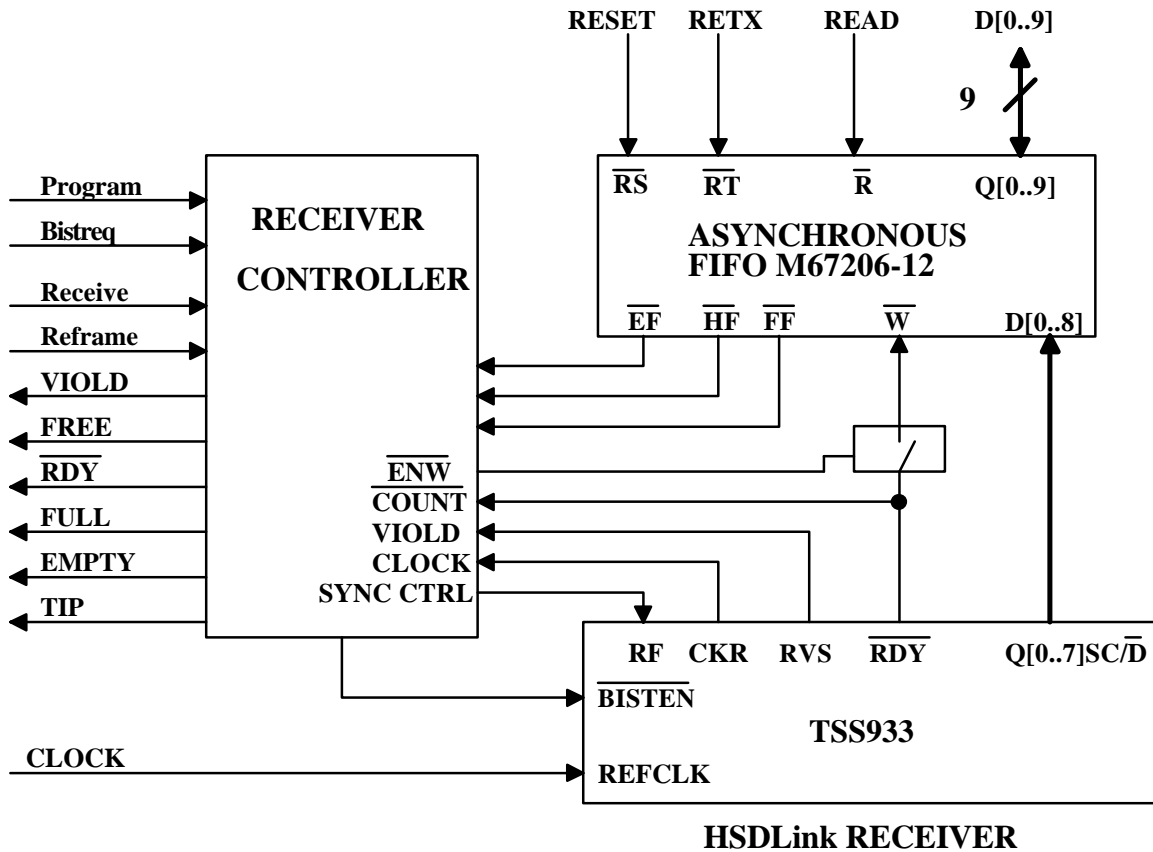 RESET RETX READ D[0..9]
9
RS RT R Q[0..9]
ASYNCHRONOUS
FIFO M67206-12
EF HF FF W D[0..8]
Program
Bistreq
Receive
Reframe
VIOLD
FREE
RDY
FULL
EMPTY
TIP
RECEIVER
CONTROLLER
ENW
COUNT
VIOLD
CLOCK
SYNC CTRL
RF CKR RVS RDY Q[0..7]SC/D
BISTEN
TSS933
CLOCK
REFCLK
HSDLink RECEIVER